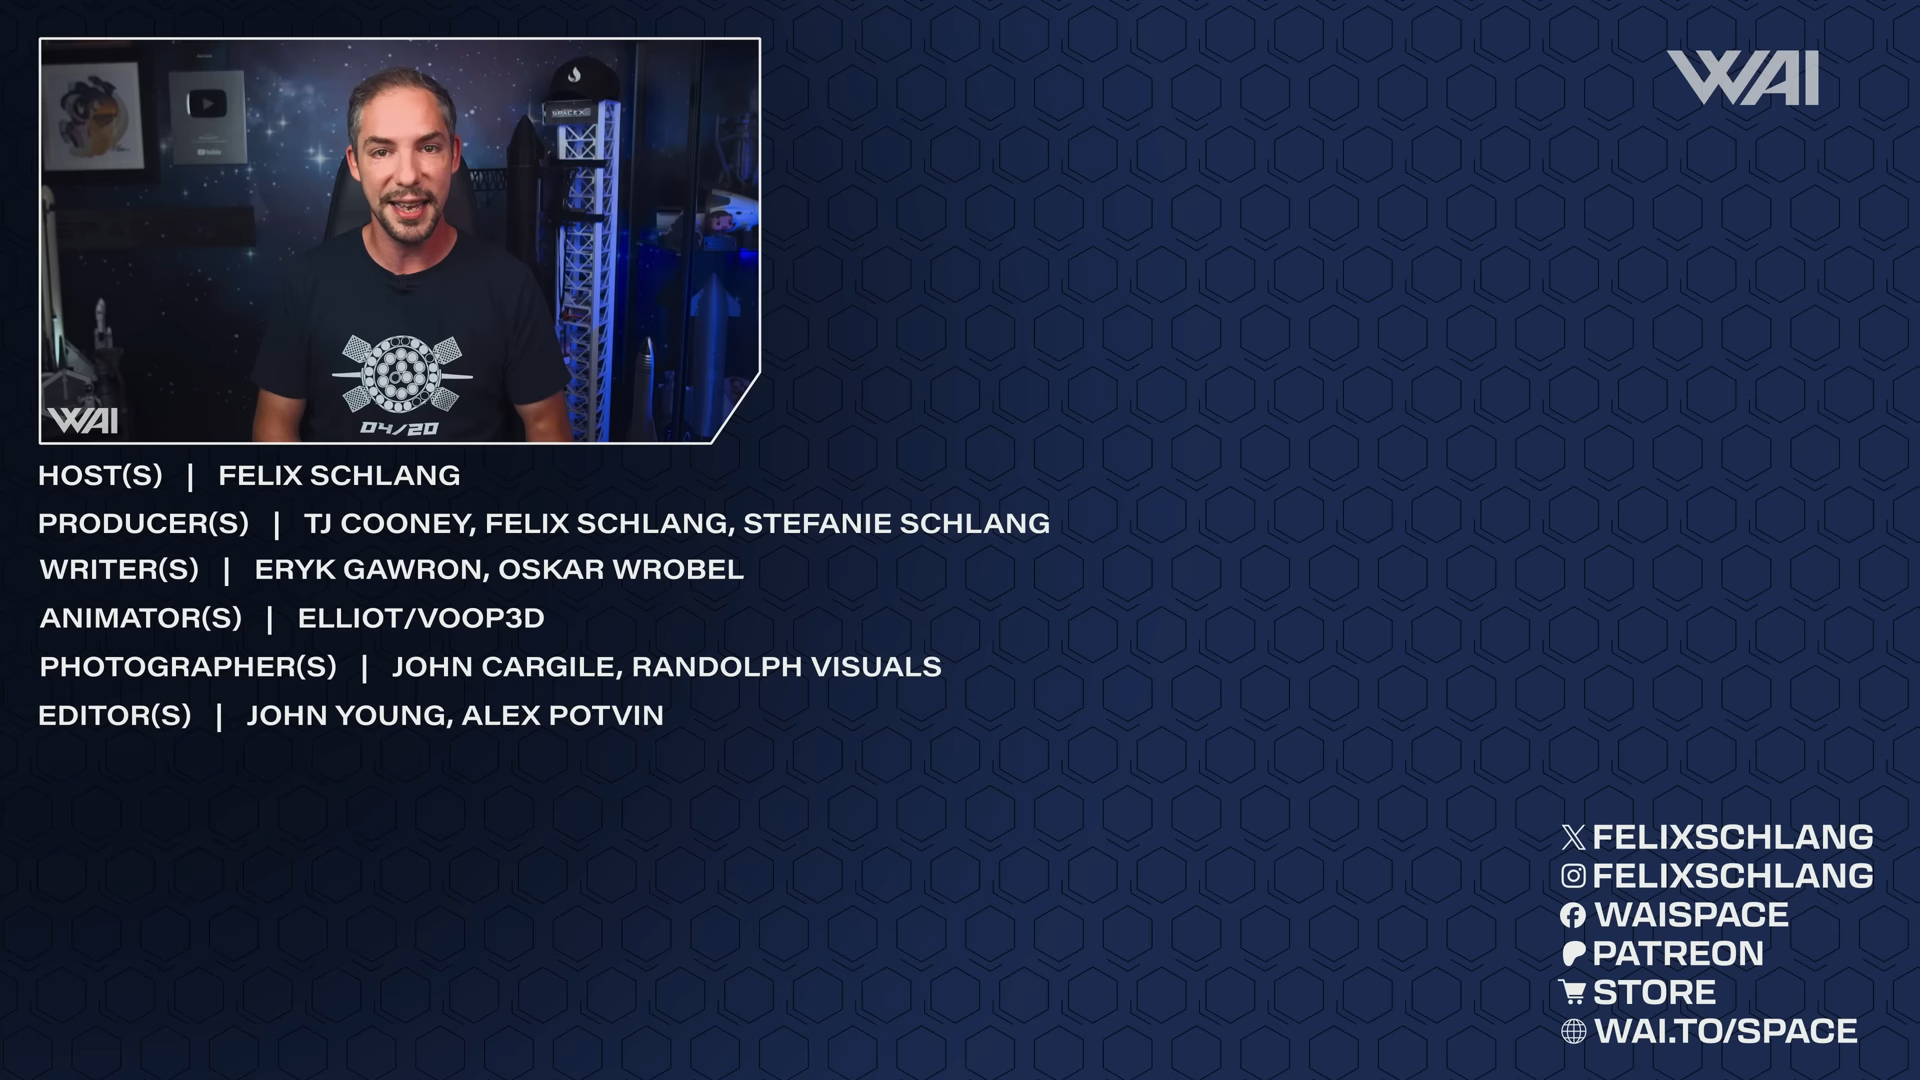 WAI
SPACEX
04/20
WAI
HOST(S) | FELIX SCHLANG
PRODUCER(S) | TJ COONEY, FELIX SCHLANG, STEFANIE SCHLANG
WRITER(S) | ERYK GAWRON, OSKAR WROBEL
ANIMATOR(S) | ELLIOT/VOOP3D
PHOTOGRAPHER(S) | JOHN CARGILE, RANDOLPH VISUALS
EDITOR(S) | JOHN YOUNG, ALEX POTVIN
FELIXSCHLANG
FELIXSCHLANG
WAISPACE
PATREON
STORE
WAI.TO/SPACE